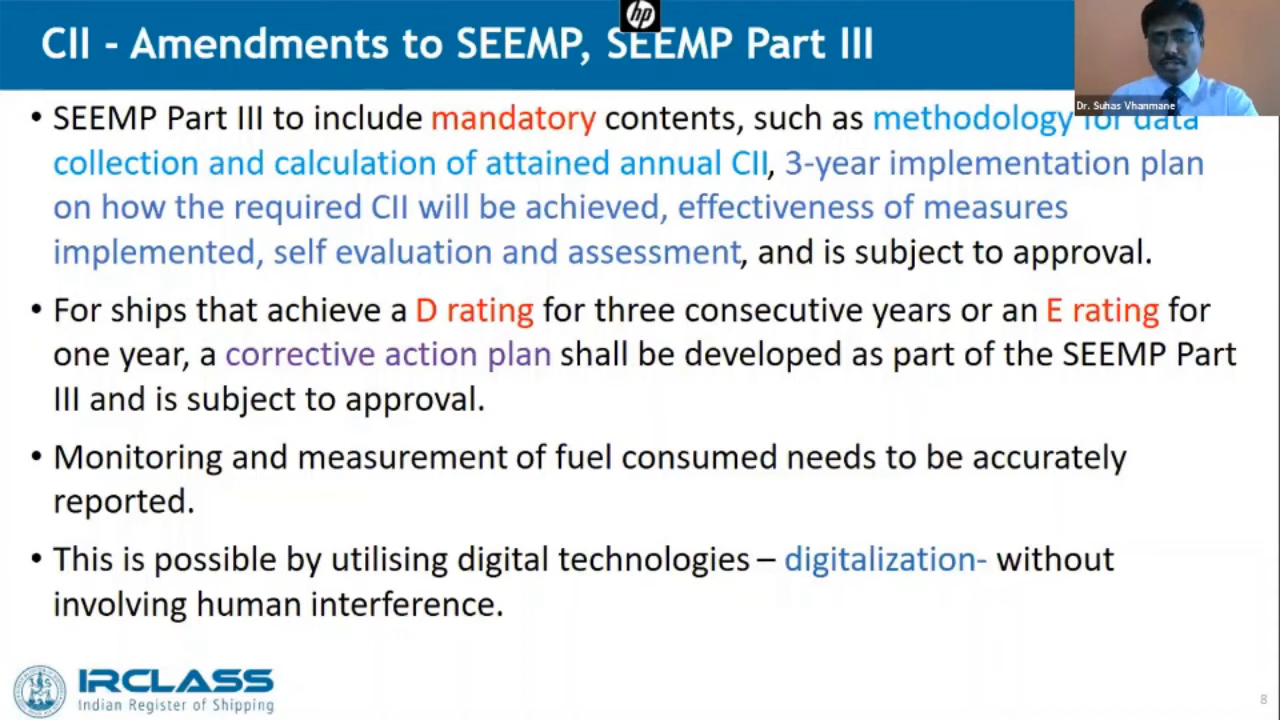 CII - Amendments to SEEMP, SEEMP Part III
hp
Dr. Suhas Vhanmane
• SEEMP Part III to include mandatory contents, such as methodology for data
collection and calculation of attained annual CII, 3-year implementation plan
on how the required CII will be achieved, effectiveness of measures
implemented, self evaluation and assessment, and is subject to approval.
• For ships that achieve a D rating for three consecutive years or an E rating for
one year, a corrective action plan shall be developed as part of the SEEMP Part
III and is subject to approval.
• Monitoring and measurement of fuel consumed needs to be accurately
reported.
• This is possible by utilising digital technologies – digitalization- without
involving human interference.
IRCLASS
Indian Register of Shipping
8